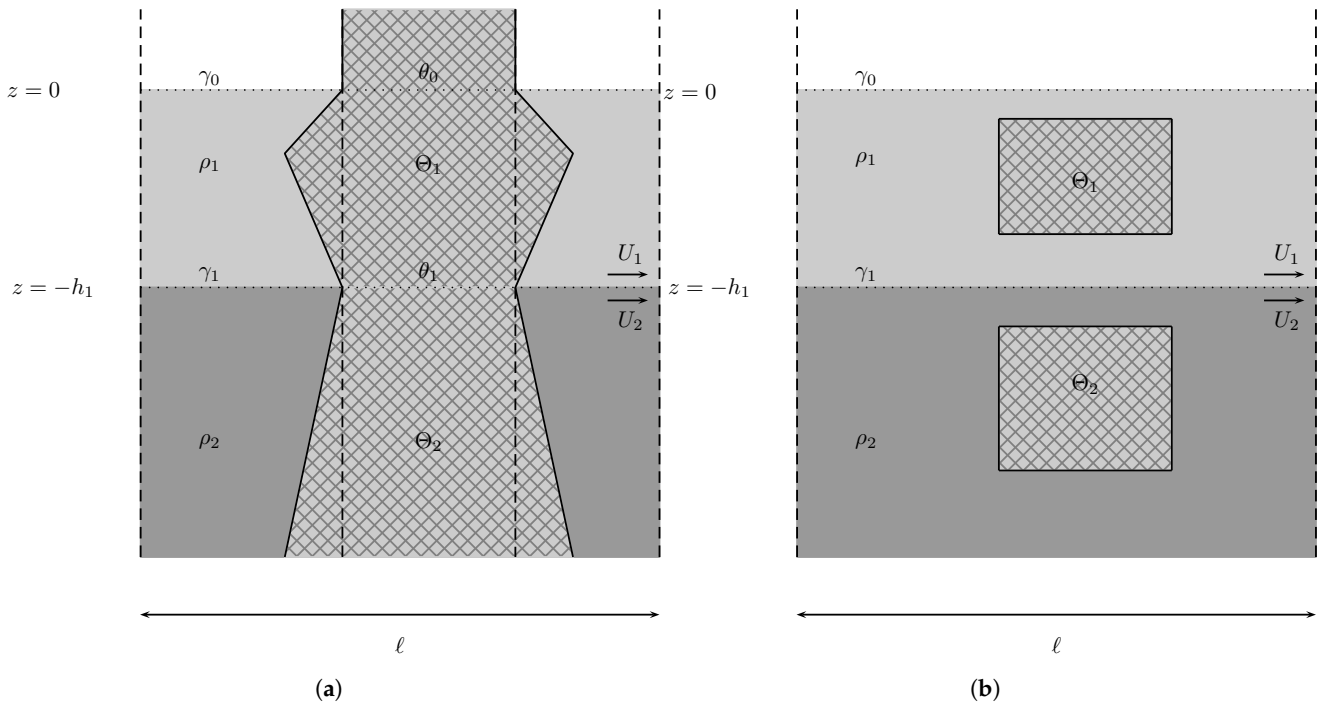 γ₀ θ₀ γ₀
z = 0 z = 0
ρ₁ Θ₁ ρ₁ Θ₁
U₁ U₁
γ₁ θ₁ γ₁
z = −h₁ z = −h₁
U₂ U₂
Θ₂
ρ₂ Θ₂ ρ₂
ℓ ℓ
(a) (b)